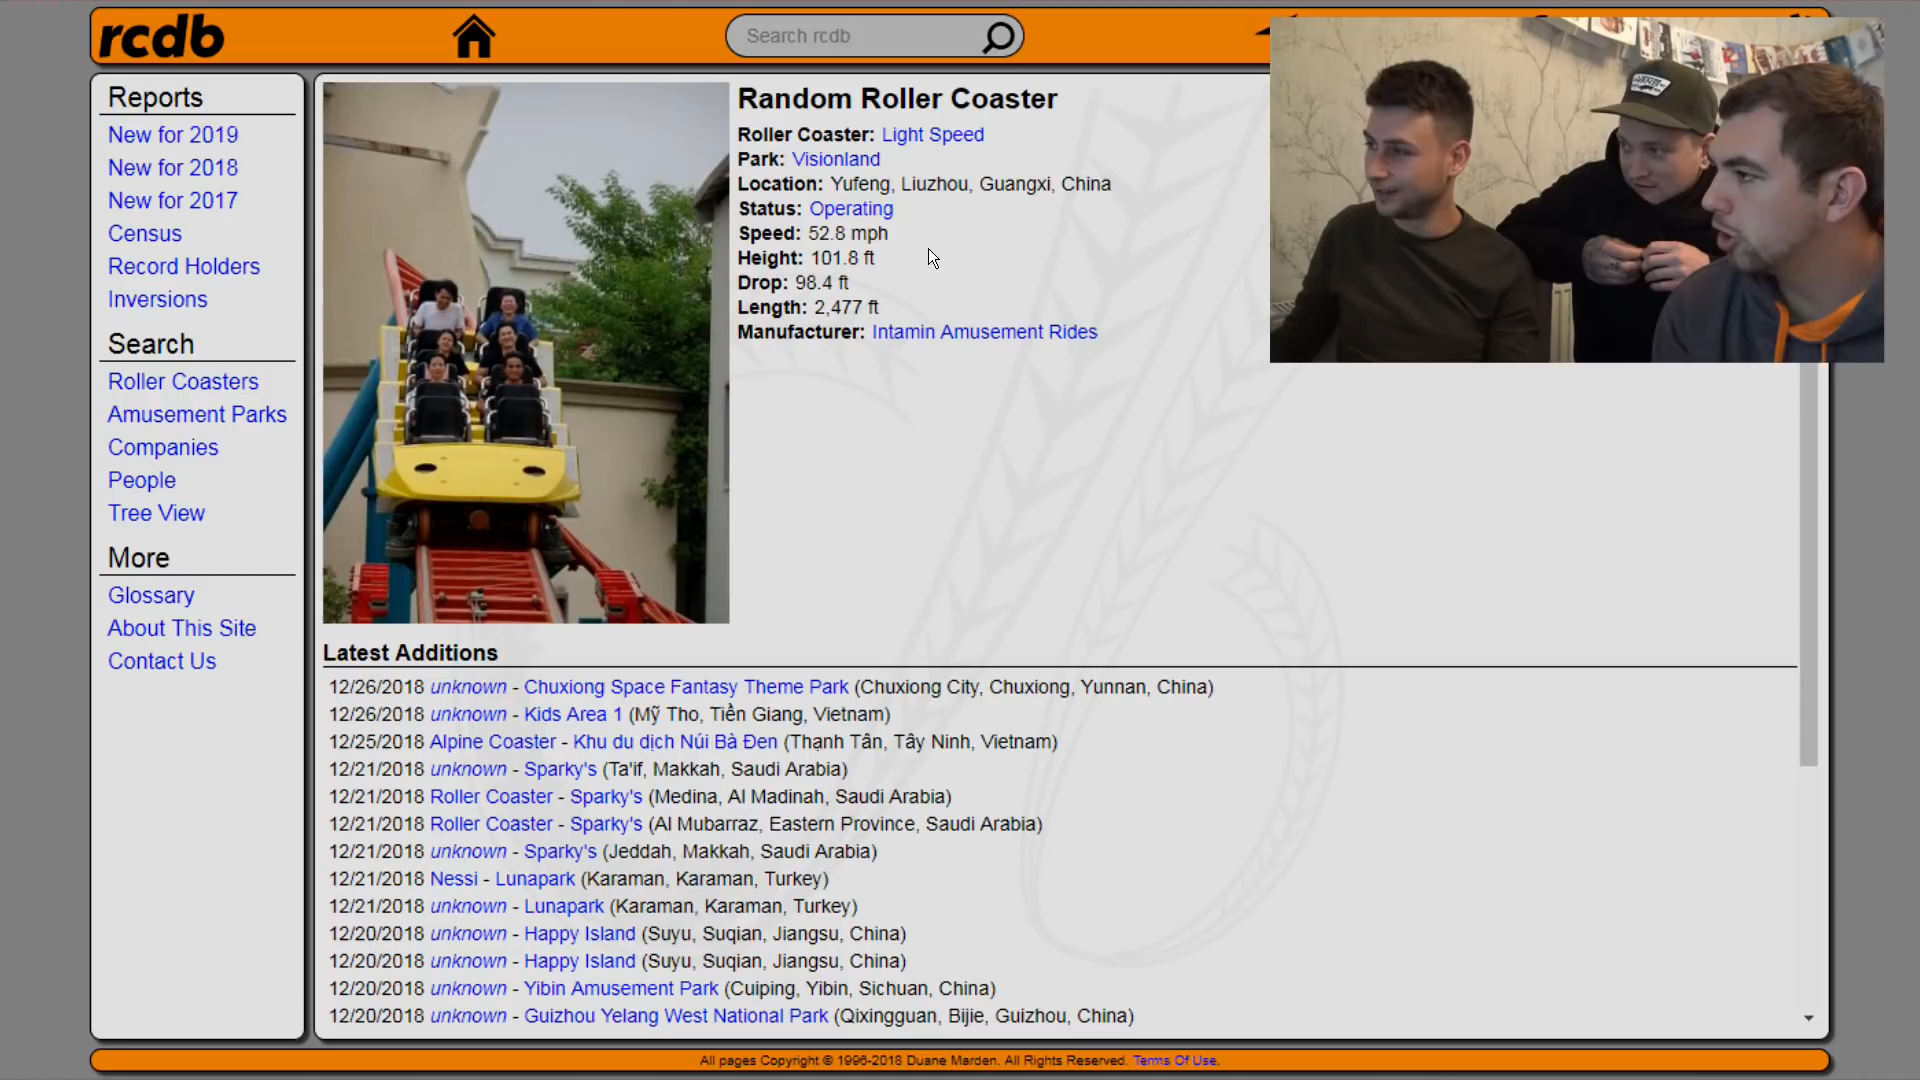 rcdb
Search rcdb
Reports
New for 2019
New for 2018
New for 2017
Census
Record Holders
Inversions
Search
Roller Coasters
Amusement Parks
Companies
People
Tree View
More
Glossary
About This Site
Contact Us
Random Roller Coaster
Roller Coaster: Light Speed
Park: Visionland
Location: Yufeng, Liuzhou, Guangxi, China
Status: Operating
Speed: 52.8 mph
Height: 101.8 ft
Drop: 98.4 ft
Length: 2,477 ft
Manufacturer: Intamin Amusement Rides
Latest Additions
12/26/2018 unknown - Chuxiong Space Fantasy Theme Park (Chuxiong City, Chuxiong, Yunnan, China)
12/26/2018 unknown - Kids Area 1 (Mỹ Tho, Tiền Giang, Vietnam)
12/25/2018 Alpine Coaster - Khu du dịch Núi Bà Đen (Thạnh Tân, Tây Ninh, Vietnam)
12/21/2018 unknown - Sparky's (Ta'if, Makkah, Saudi Arabia)
12/21/2018 Roller Coaster - Sparky's (Medina, Al Madinah, Saudi Arabia)
12/21/2018 Roller Coaster - Sparky's (Al Mubarraz, Eastern Province, Saudi Arabia)
12/21/2018 unknown - Sparky's (Jeddah, Makkah, Saudi Arabia)
12/21/2018 Nessi - Lunapark (Karaman, Karaman, Turkey)
12/21/2018 unknown - Lunapark (Karaman, Karaman, Turkey)
12/20/2018 unknown - Happy Island (Suyu, Suqian, Jiangsu, China)
12/20/2018 unknown - Happy Island (Suyu, Suqian, Jiangsu, China)
12/20/2018 unknown - Yibin Amusement Park (Cuiping, Yibin, Sichuan, China)
12/20/2018 unknown - Guizhou Yelang West National Park (Qixingguan, Bijie, Guizhou, China)
All pages Copyright © 1996-2018 Duane Marden. All Rights Reserved. Terms Of Use.